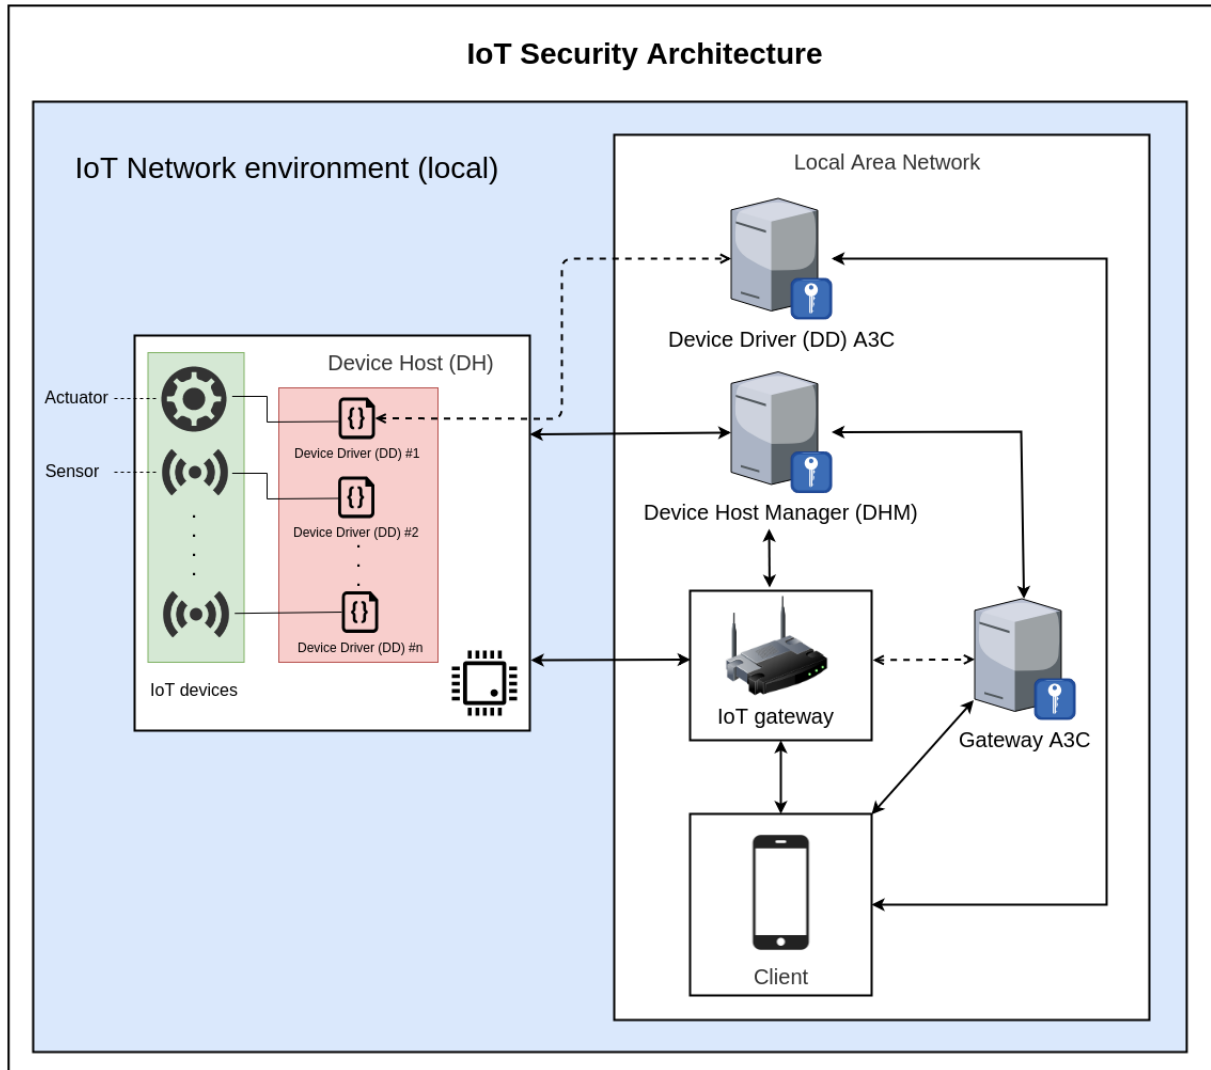 IoT Security Architecture
IoT Network environment (local)
Local Area Network
Device Driver (DD) A3C
Device Host (DH)
Actuator
Device Driver (DD) #1
Sensor
Device Host Manager (DHM)
Device Driver (DD) #2
Device Driver (DD) #n
IoT devices
IoT gateway
Gateway A3C
Client